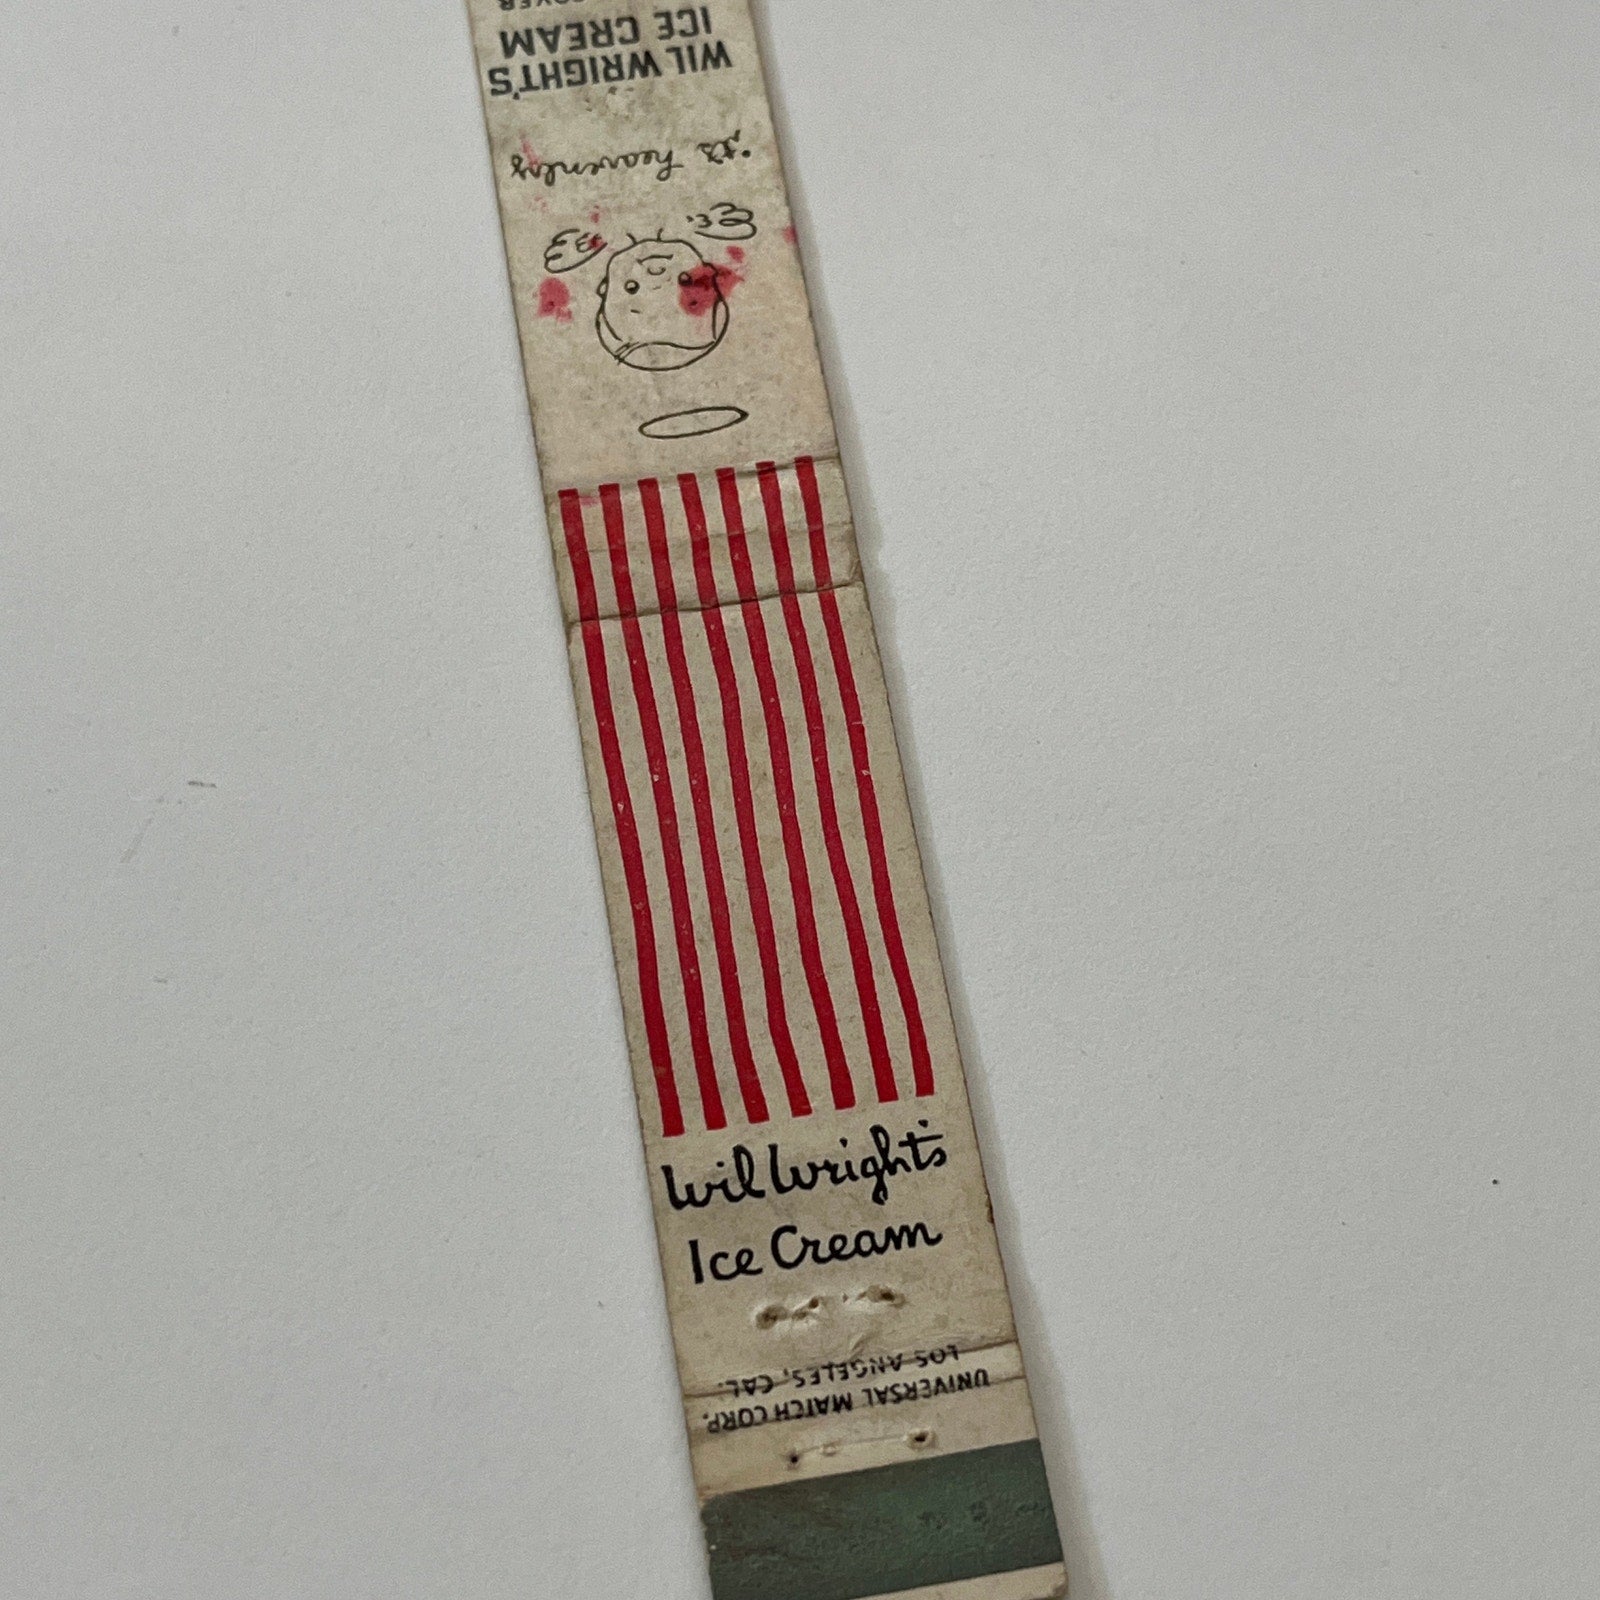 Wil Wright's
Ice Cream
UNIVERSAL MATCH CORP.
LOS ANGELES, CAL.
"it's heavenly
WIL WRIGHT'S
ICE CREAM